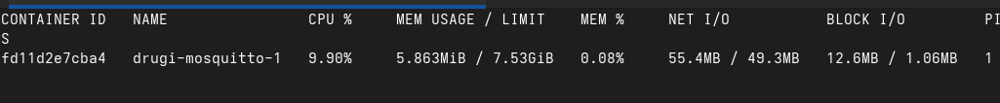 CONTAINER ID   NAME                CPU %     MEM USAGE / LIMIT    MEM %     NET I/O           BLOCK I/O         PI
S
fd11d2e7cba4   drugi-mosquitto-1   9.90%     5.863MiB / 7.53GiB   0.08%     55.4MB / 49.3MB   12.6MB / 1.06MB   1